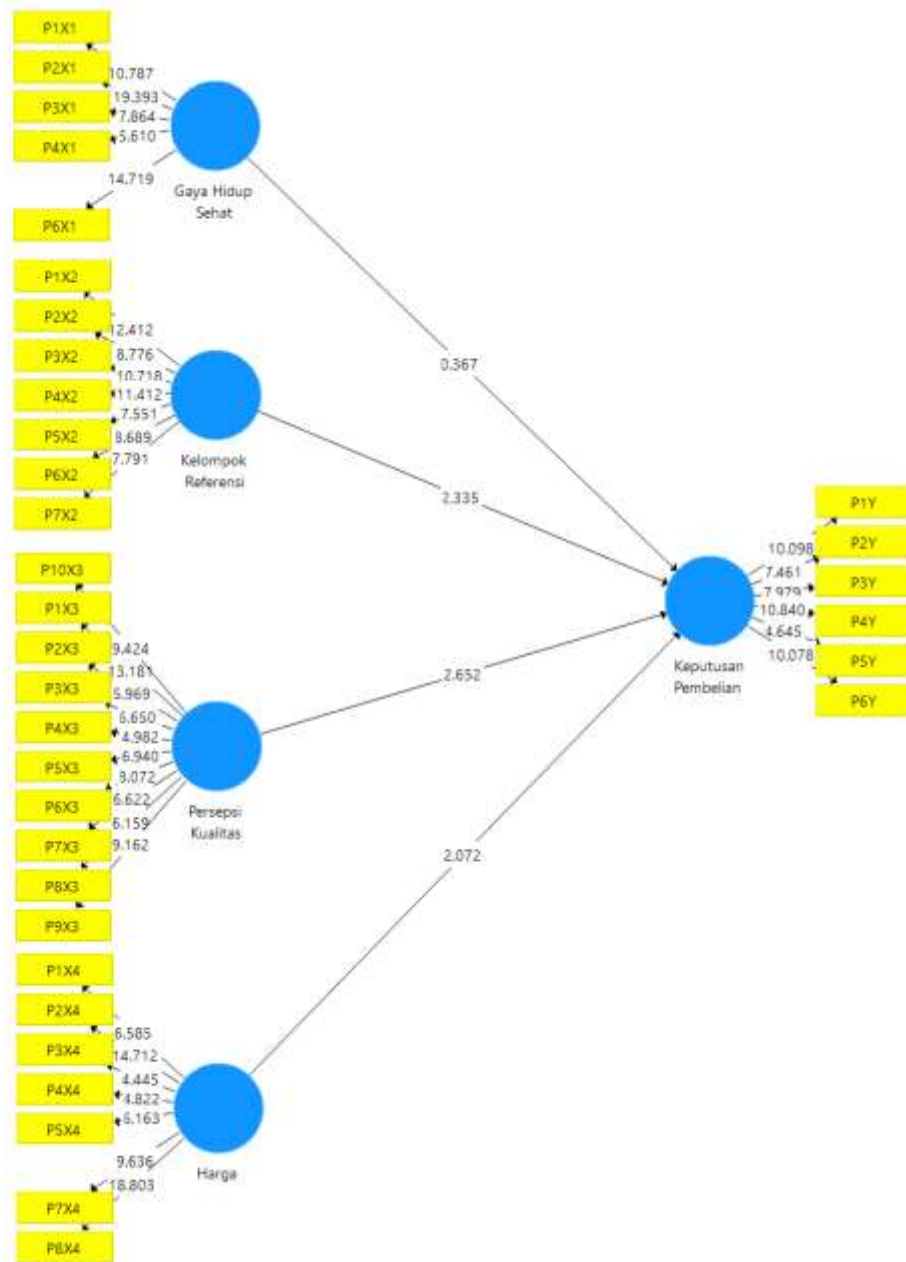 P1X1
P2X1
P3X1
P4X1
P6X1
10.787
19.393
7.864
5.610
14.719
Gaya Hidup
Sehat
0.367
P1X2
P2X2
P3X2
P4X2
P5X2
P6X2
P7X2
12.412
8.776
10.718
11.412
7.551
8.689
7.791
Kelompok
Referensi
2.335
P10X3
P1X3
P2X3
P3X3
P4X3
P5X3
P6X3
P7X3
P8X3
P9X3
9.424
13.181
5.969
6.650
4.982
6.940
6.622
6.159
9.162
Persepsi
Kualitas
2.652
P1X4
P2X4
P3X4
P4X4
P5X4
P7X4
P8X4
6.585
14.712
4.445
4.822
9.636
18.803
Harga
2.072
Keputusan
Pembelian
10.098
7.461
7.979
10.840
4.645
10.078
P1Y
P2Y
P3Y
P4Y
P5Y
P6Y